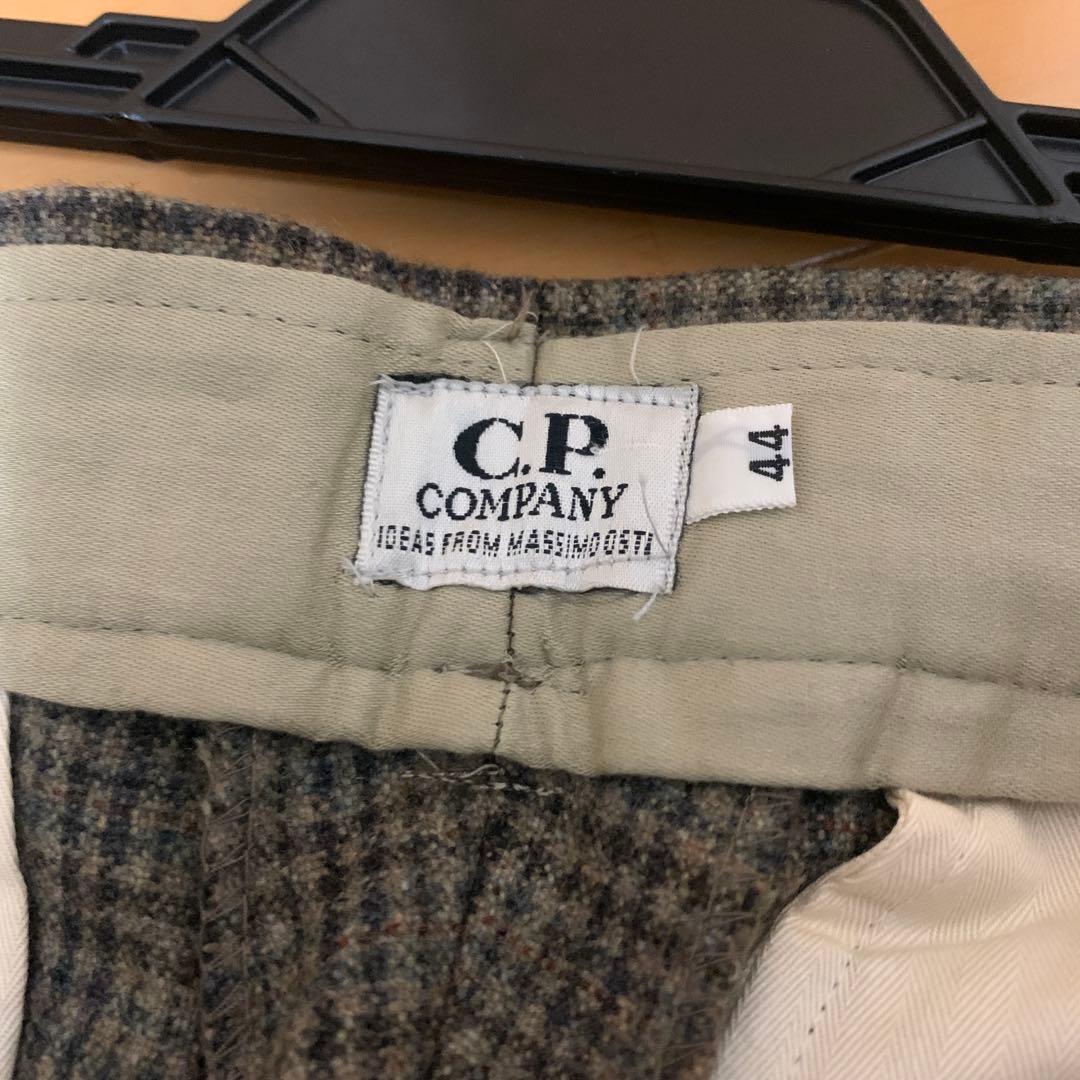 C.P.
COMPANY
IDEAS FROM MASSIMO OSTI
44